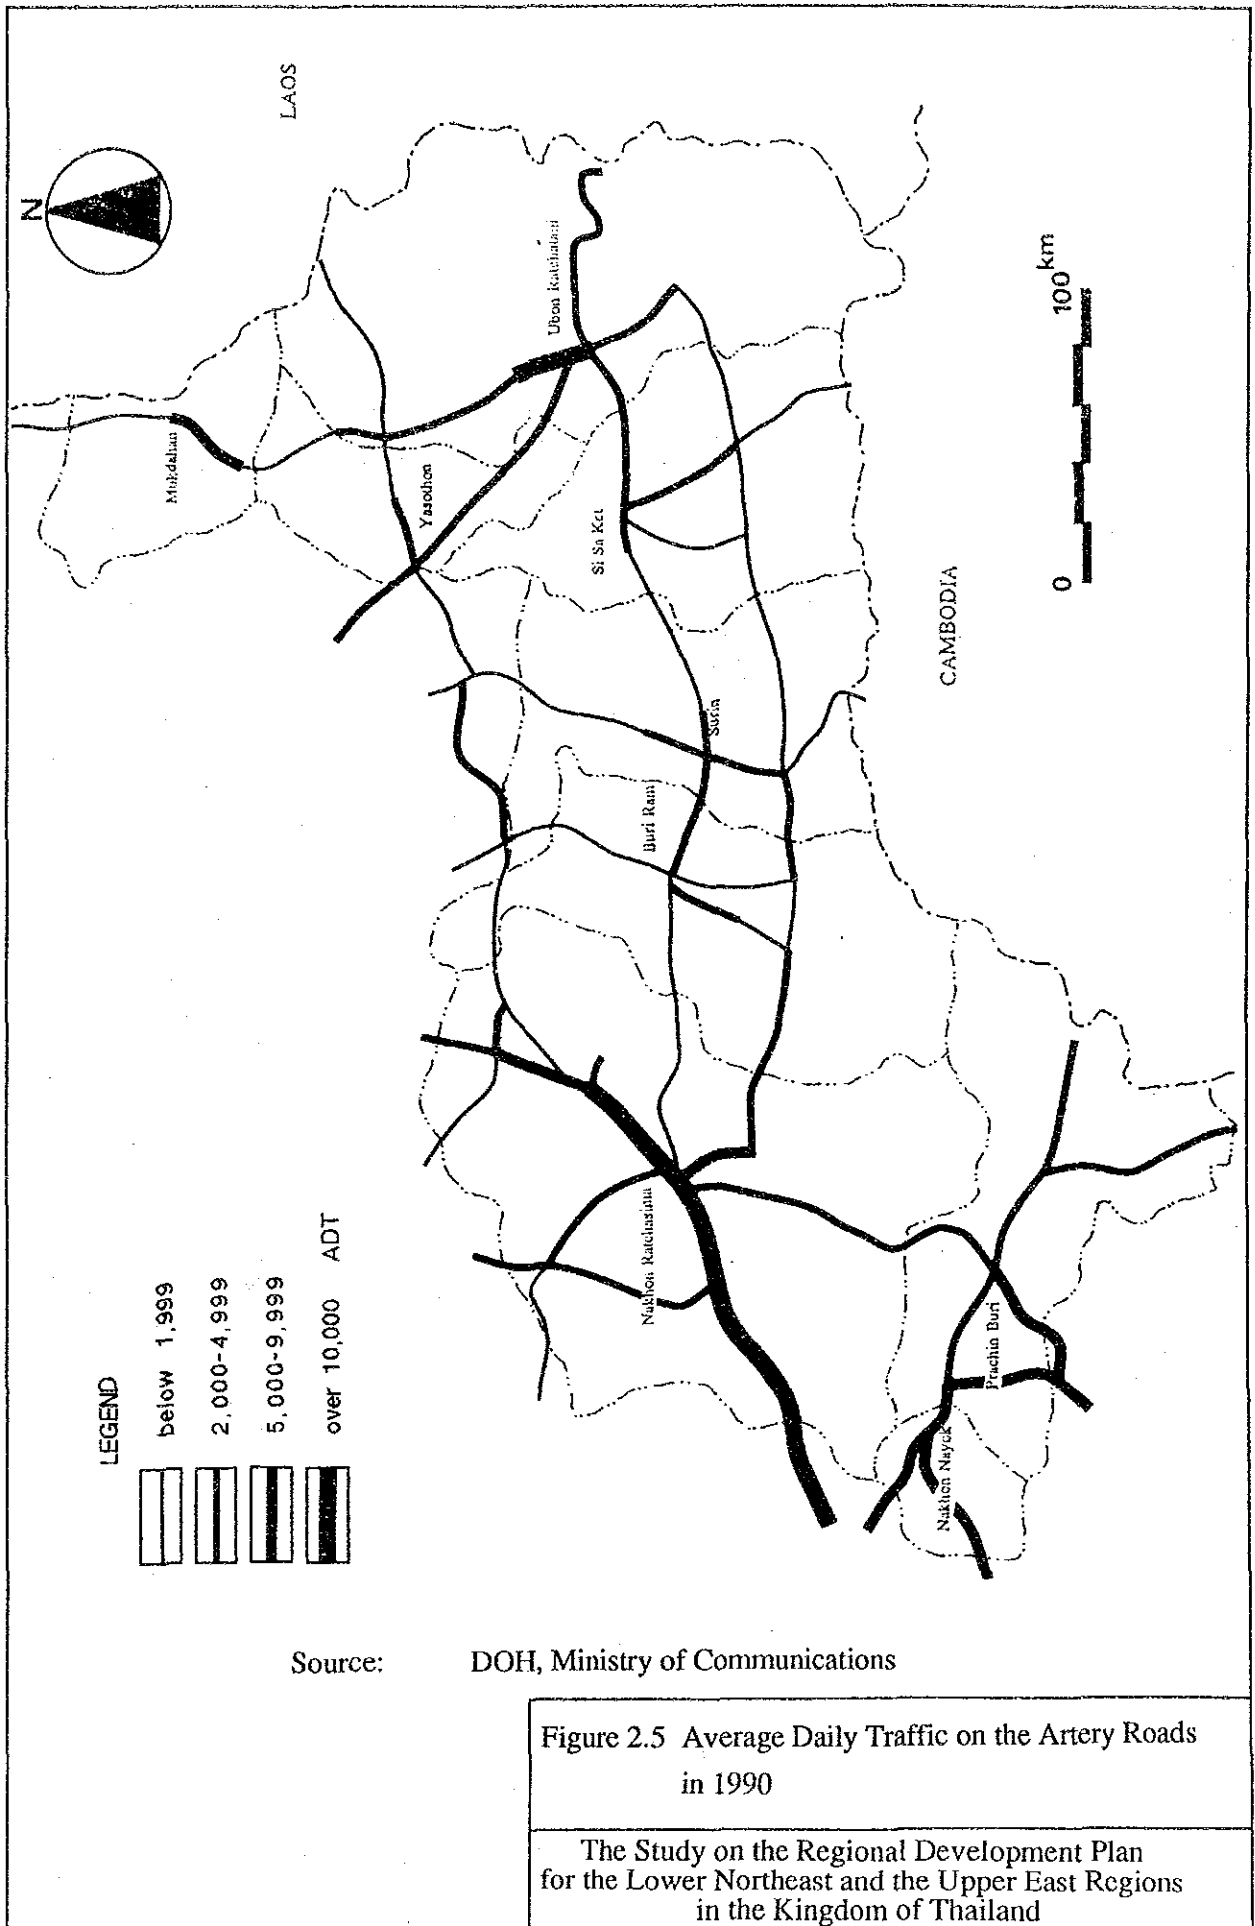 N
LAOS
Mukdahan
Yasothon
Ubon Ratchatani
Si Sa Ket
Surin
Buri Ram
CAMBODIA
0
100 km
Nakhon Ratchasima
Prachin Buri
Nakhon Nayok
LEGEND
below 1,999
2,000-4,999
5,000-9,999
over 10,000 ADT
Source: DOH, Ministry of Communications
Figure 2.5 Average Daily Traffic on the Artery Roads
in 1990
The Study on the Regional Development Plan
for the Lower Northeast and the Upper East Regions
in the Kingdom of Thailand